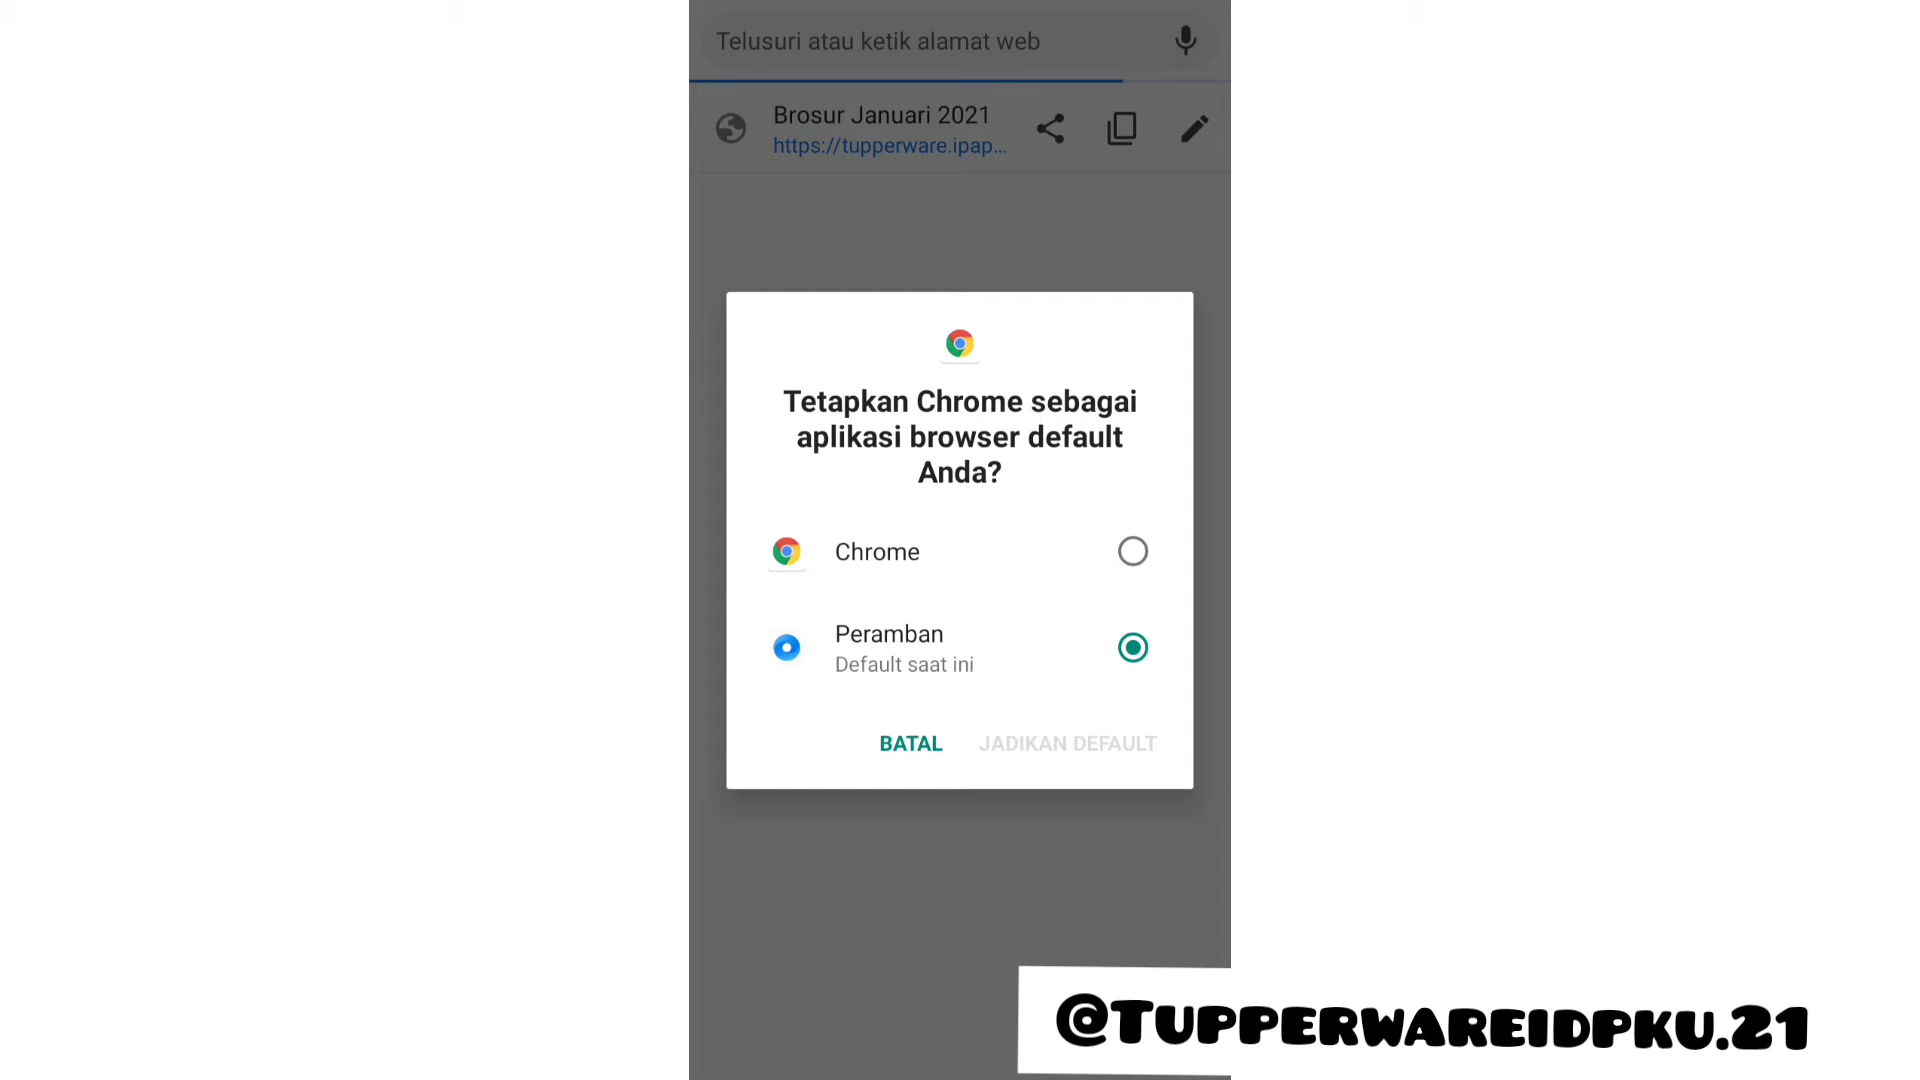 Telusuri atau ketik alamat web
Brosur Januari 2021
https://tupperware.ipap...
Tetapkan Chrome sebagai
aplikasi browser default
Anda?
Chrome
Peramban
Default saat ini
BATAL JADIKAN DEFAULT
@Tupperwareidpku.21